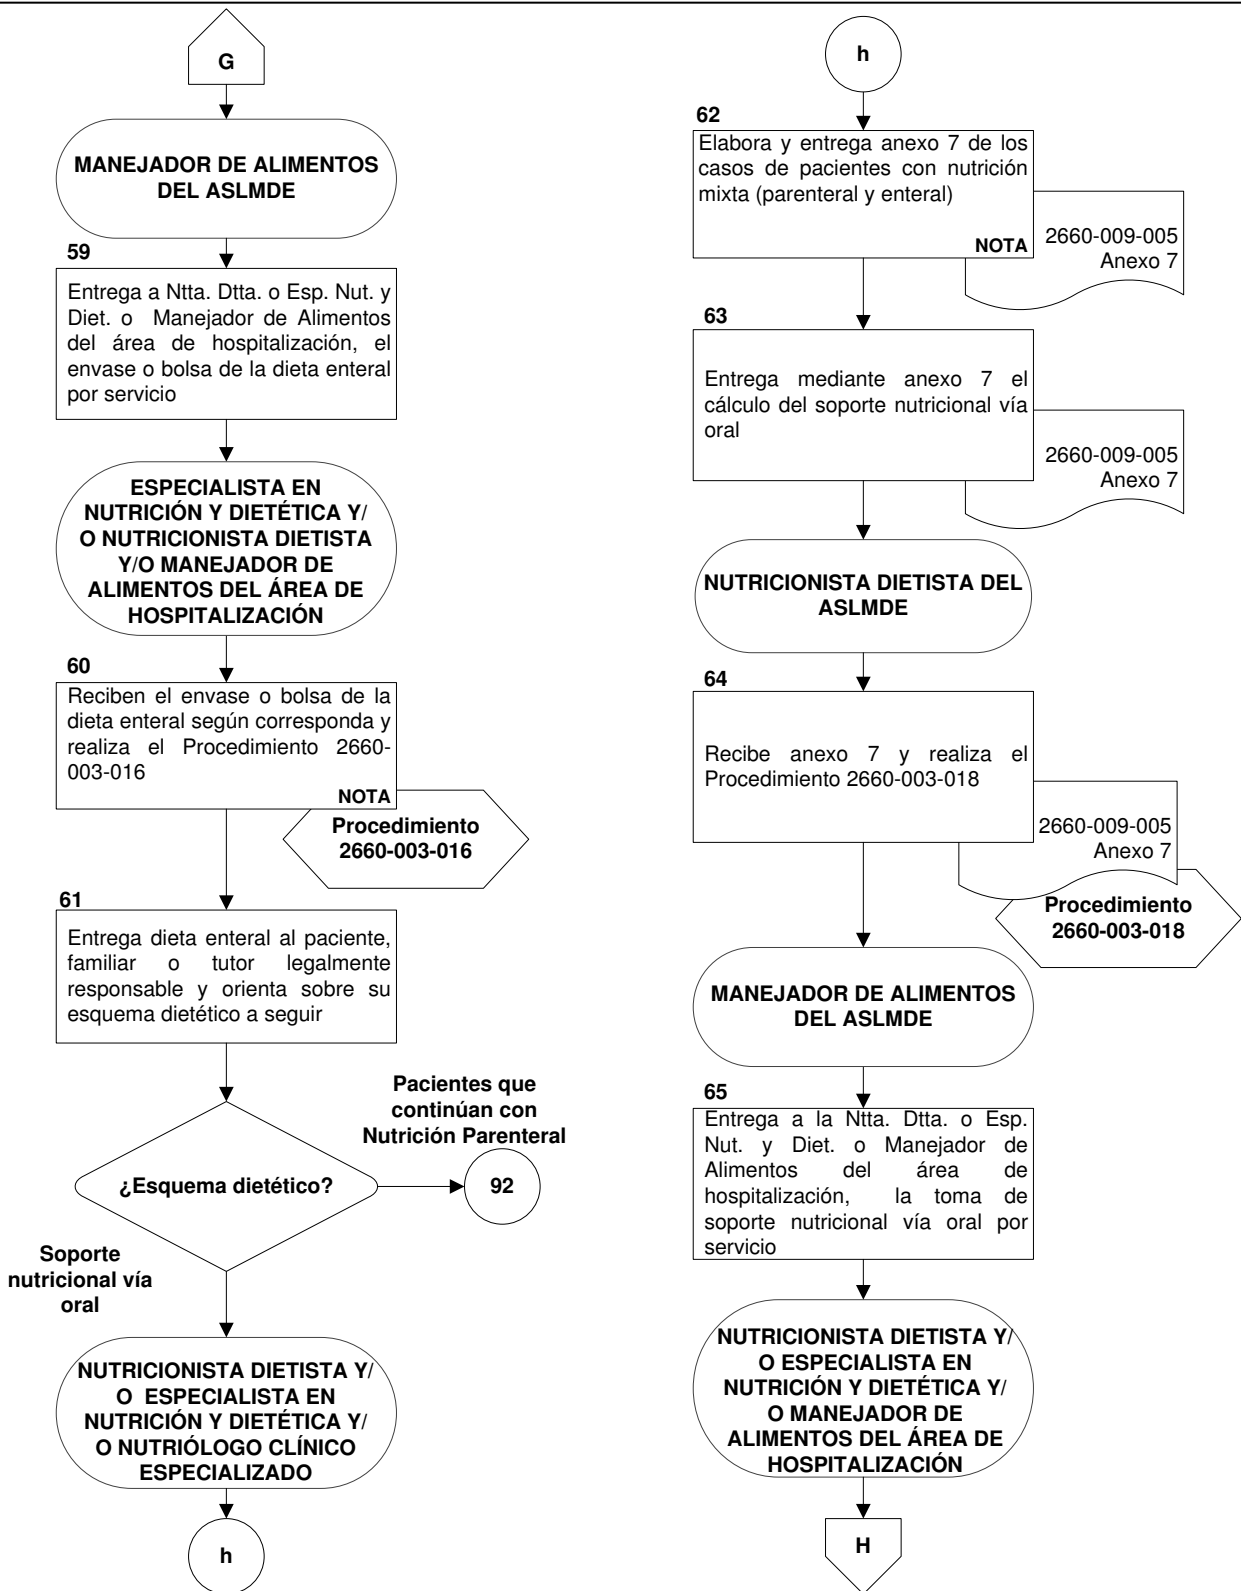 G
MANEJADOR DE ALIMENTOS
DEL ASLMDE
59
Entrega a Ntta. Dtta. o Esp. Nut. y
Diet. o Manejador de Alimentos
del área de hospitalización, el
envase o bolsa de la dieta enteral
por servicio
ESPECIALISTA EN
NUTRICIÓN Y DIETÉTICA Y/
O NUTRICIONISTA DIETISTA
Y/O MANEJADOR DE
ALIMENTOS DEL ÁREA DE
HOSPITALIZACIÓN
60
Reciben el envase o bolsa de la
dieta enteral según corresponda y
realiza el Procedimiento 2660-
003-016
NOTA
Procedimiento
2660-003-016
61
Entrega dieta enteral al paciente,
familiar o tutor legalmente
responsable y orienta sobre su
esquema dietético a seguir
Pacientes que
continúan con
Nutrición Parenteral
¿Esquema dietético?
92
Soporte
nutricional vía
oral
NUTRICIONISTA DIETISTA Y/
O ESPECIALISTA EN
NUTRICIÓN Y DIETÉTICA Y/
O NUTRIÓLOGO CLÍNICO
ESPECIALIZADO
h
h
62
Elabora y entrega anexo 7 de los
casos de pacientes con nutrición
mixta (parenteral y enteral)
NOTA
2660-009-005
Anexo 7
63
Entrega mediante anexo 7 el
cálculo del soporte nutricional vía
oral
2660-009-005
Anexo 7
NUTRICIONISTA DIETISTA DEL
ASLMDE
64
Recibe anexo 7 y realiza el
Procedimiento 2660-003-018
2660-009-005
Anexo 7
Procedimiento
2660-003-018
MANEJADOR DE ALIMENTOS
DEL ASLMDE
65
Entrega a la Ntta. Dtta. o Esp.
Nut. y Diet. o Manejador de
Alimentos del área de
hospitalización, la toma de
soporte nutricional vía oral por
servicio
NUTRICIONISTA DIETISTA Y/
O ESPECIALISTA EN
NUTRICIÓN Y DIETÉTICA Y/
O MANEJADOR DE
ALIMENTOS DEL ÁREA DE
HOSPITALIZACIÓN
H